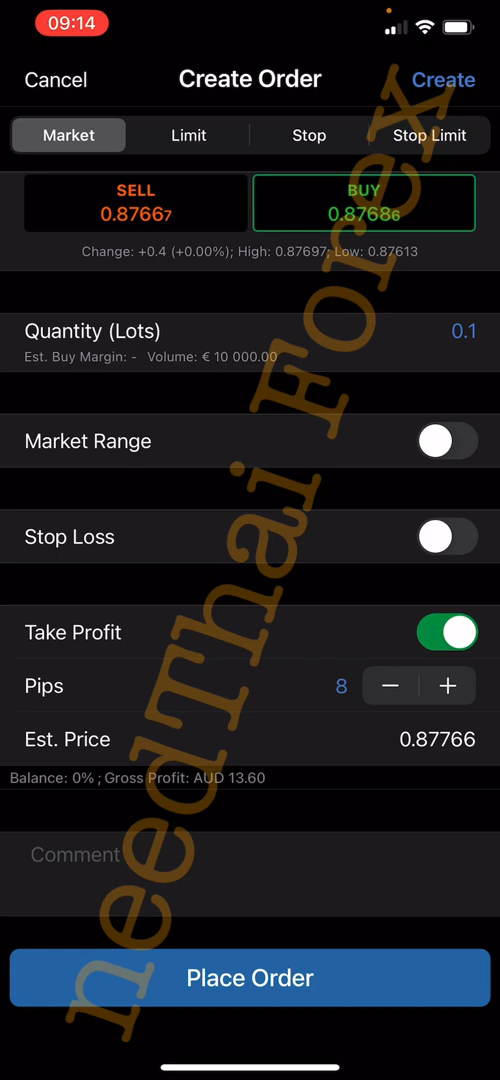 09:14
Cancel Create Order Create
Market Limit Stop Stop Limit
SELL BUY
0.87667 0.87686
Change: +0.4 (+0.00%); High: 0.87697; Low: 0.87613
Quantity (Lots) 0.1
Est. Buy Margin: - Volume: € 10 000.00
Market Range
Stop Loss
Take Profit
Pips 8 − +
Est. Price 0.87766
Balance: 0% ; Gross Profit: AUD 13.60
Comment
Place Order
needThai Forex